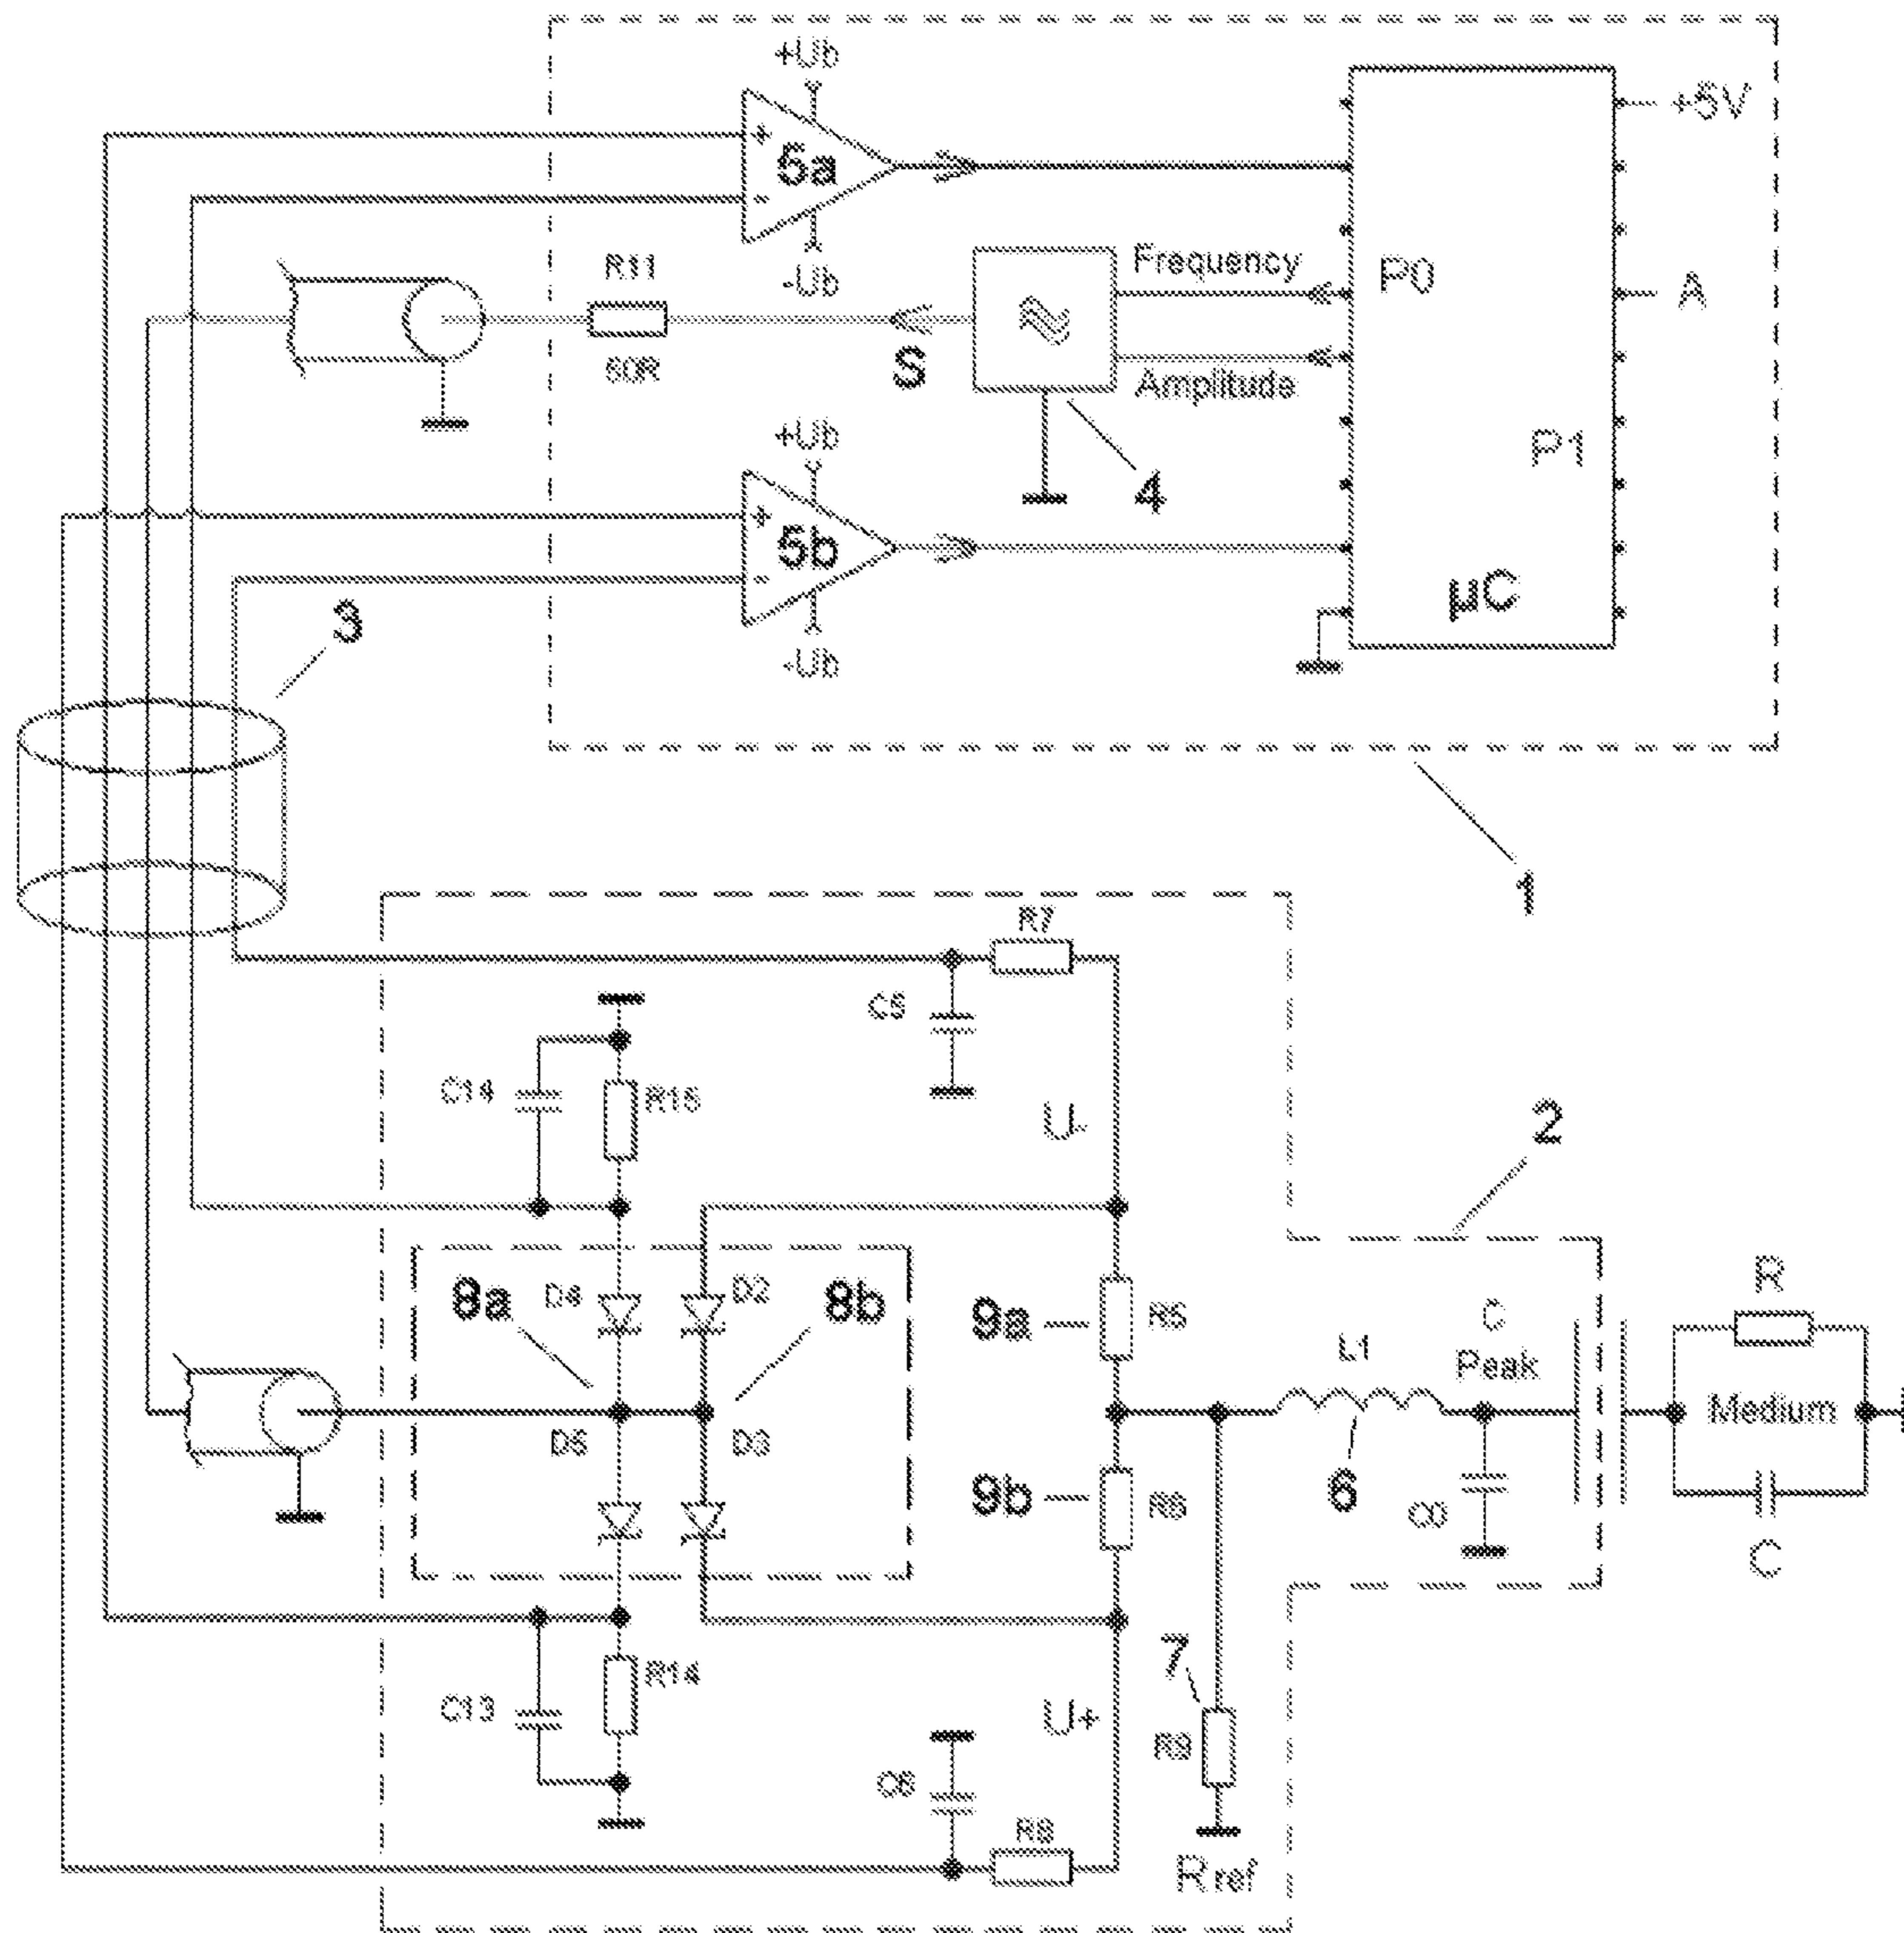 +Ub
5a
+
-
-Ub
+5V
R11
60R
S
Frequency
Amplitude
P0
A
4
P1
+Ub
+
5b
-
-Ub
µC
3
1
R7
C5
C14
R15
U-
2
8a
D4
D2
8b
9a
R5
L1
C
Peak
R
Medium
D5
D3
9b
R6
6
C0
C
R14
C13
U+
7
R9
C6
R8
R ref